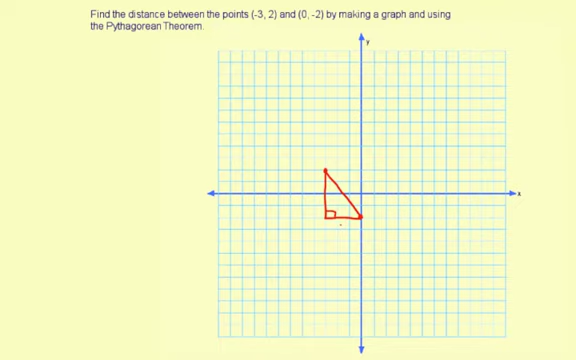 Find the distance between the points (-3, 2) and (0, -2) by making a graph and using
the Pythagorean Theorem.
y
x